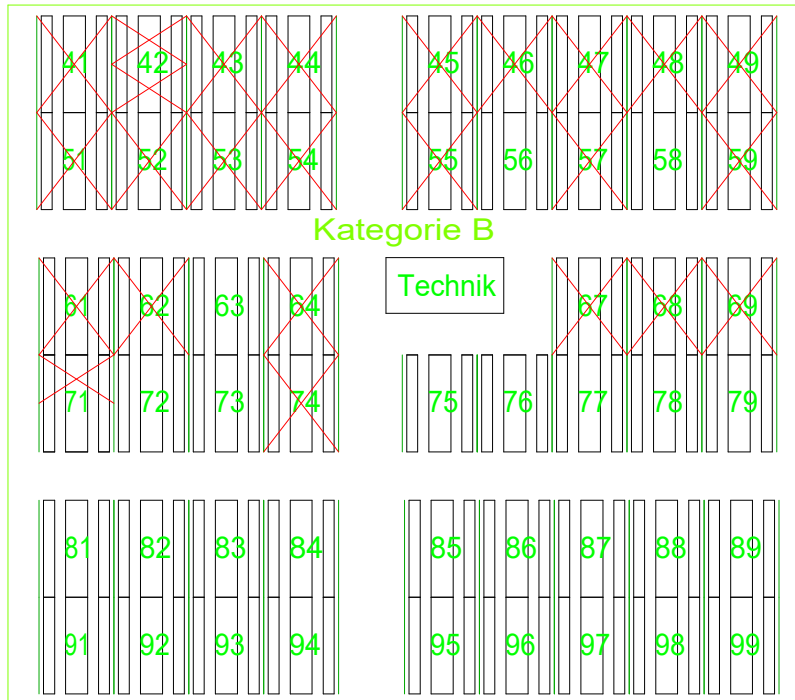 41 42 43 44 45 46 47 48 49
51 52 53 54 55 56 57 58 59
Kategorie B
Technik
61 62 63 64 67 68 69
71 72 73 74 75 76 77 78 79
81 82 83 84 85 86 87 88 89
91 92 93 94 95 96 97 98 99